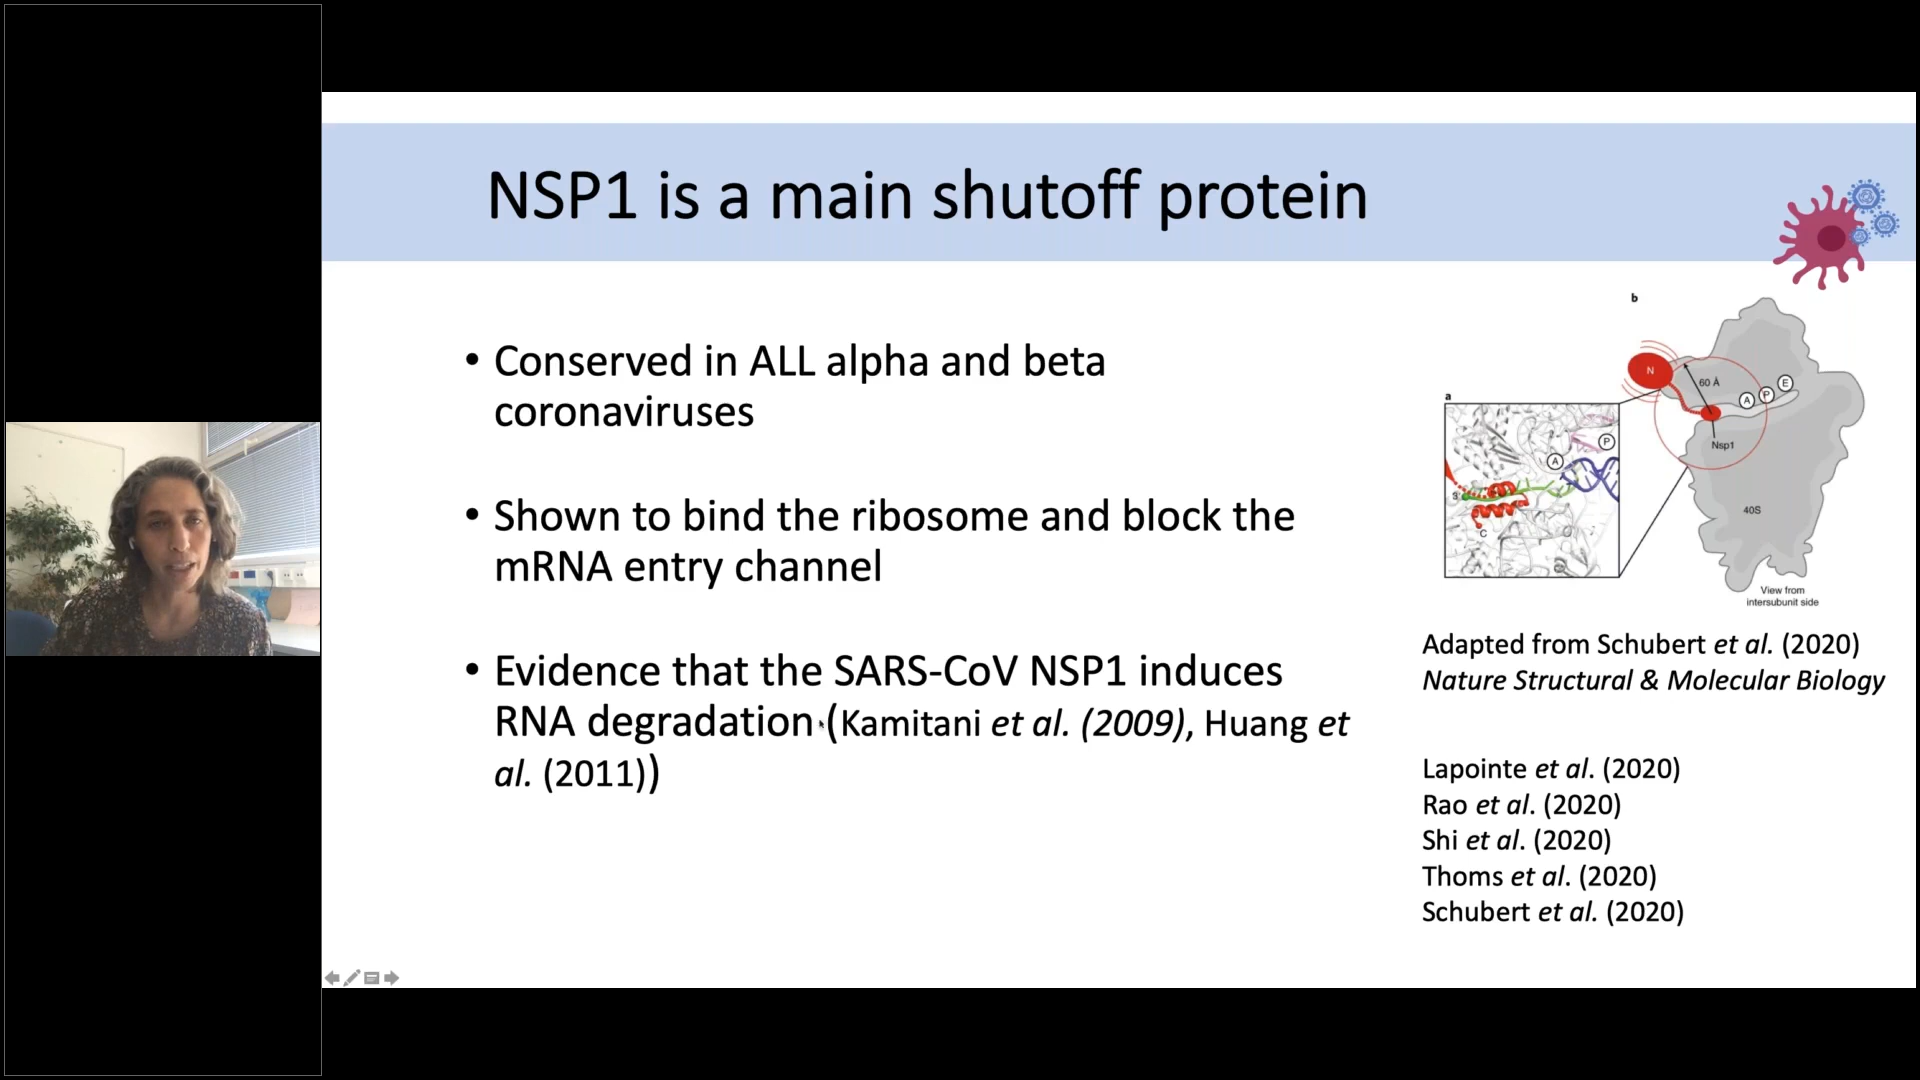 NSP1 is a main shutoff protein
• Conserved in ALL alpha and beta
coronaviruses
• Shown to bind the ribosome and block the
mRNA entry channel
• Evidence that the SARS-CoV NSP1 induces
RNA degradation (Kamitani et al. (2009), Huang et
al. (2011))
b
N
60 Å
A
P
E
Nsp1
40S
View from
intersubunit side
a
P
A
3
C
Adapted from Schubert et al. (2020)
Nature Structural & Molecular Biology
Lapointe et al. (2020)
Rao et al. (2020)
Shi et al. (2020)
Thoms et al. (2020)
Schubert et al. (2020)